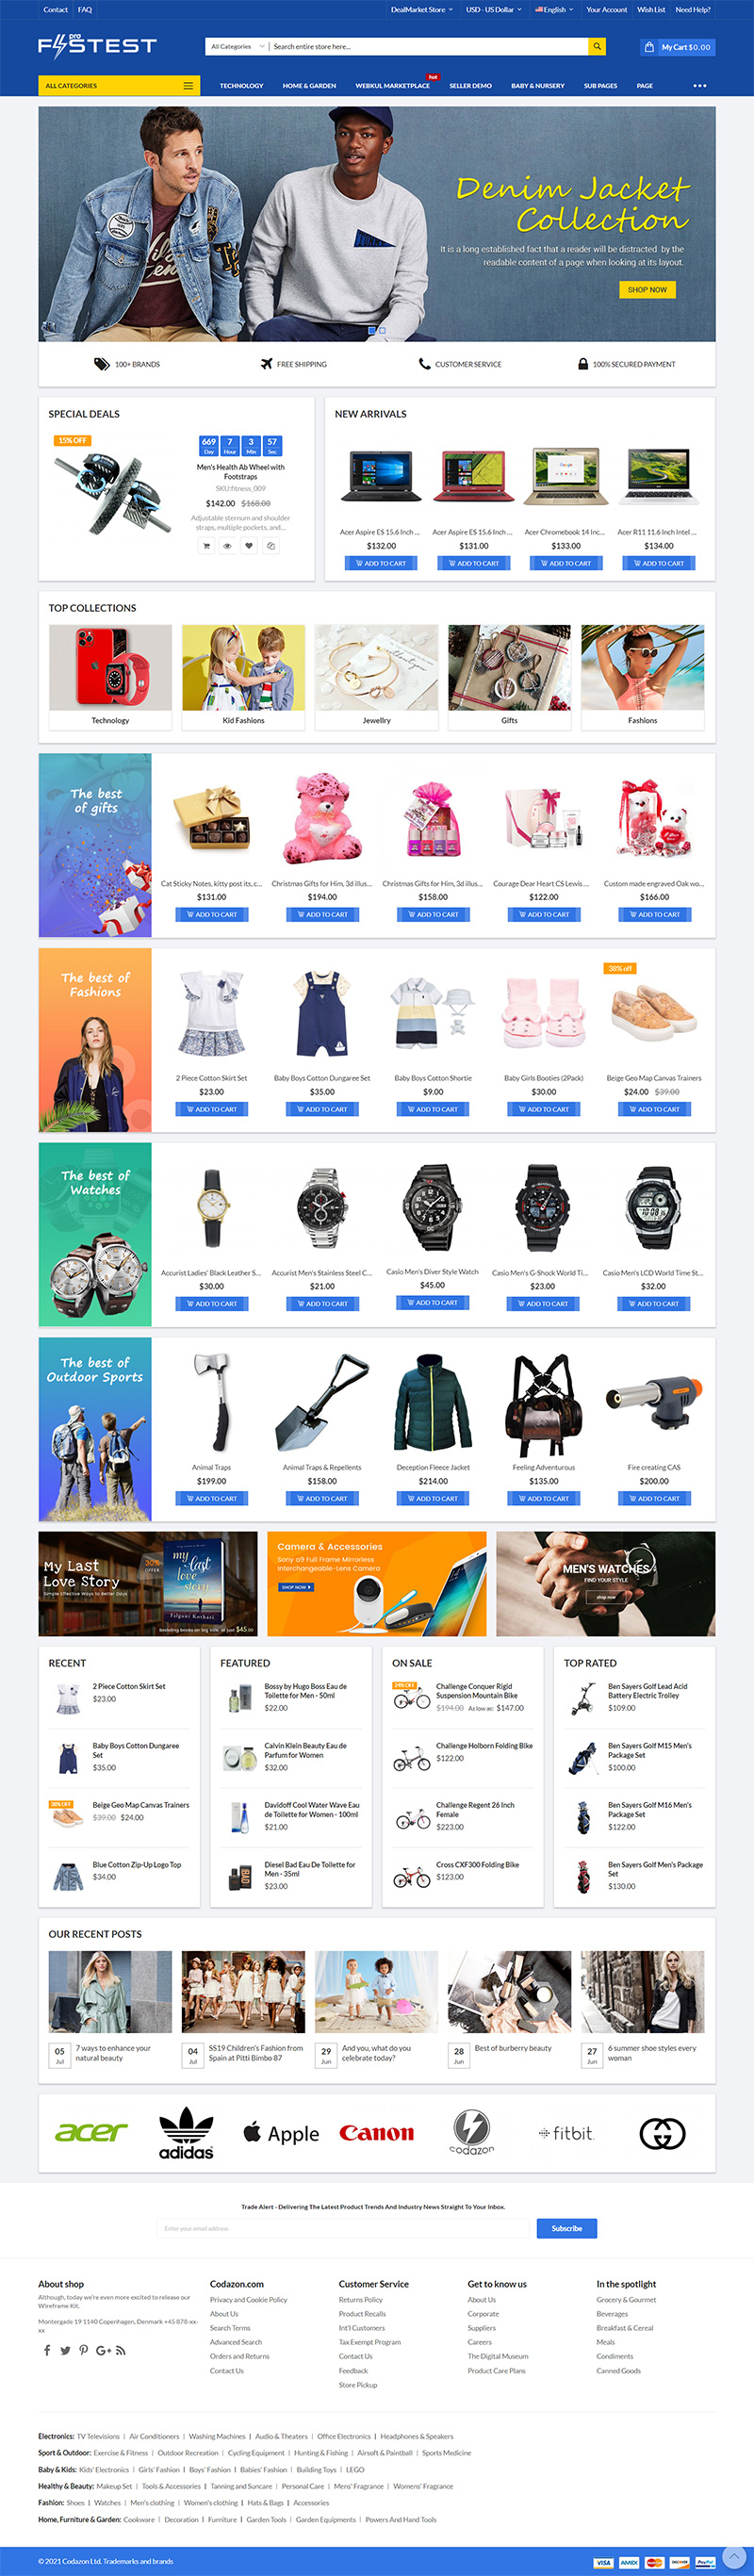 Contact FAQ DealMarket Store USD - US Dollar English Your Account Wish List Need Help?
pro
FASTEST
All Categories Search entire store here... My Cart $0.00
hot
ALL CATEGORIES TECHNOLOGY HOME & GARDEN WEBKUL MARKETPLACE SELLER DEMO BABY & NURSERY SUB PAGES PAGE
Denim Jacket
Collection
It is a long established fact that a reader will be distracted by the
readable content of a page when looking at its layout.
SHOP NOW
100+ BRANDS FREE SHIPPING CUSTOMER SERVICE 100% SECURED PAYMENT
SPECIAL DEALS
15% OFF
669 7 3 57
Day Hour Min Sec
Men's Health Ab Wheel with
Footstraps
SKU:fitness_009
$142.00 $168.00
Adjustable sternum and shoulder
straps, multiple pockets, and...
NEW ARRIVALS
Acer Aspire ES 15.6 Inch ... Acer Aspire ES 15.6 Inch ... Acer Chromebook 14 Inc... Acer R11 11.6 Inch Intel ...
$132.00 $131.00 $133.00 $134.00
ADD TO CART ADD TO CART ADD TO CART ADD TO CART
TOP COLLECTIONS
Technology Kid Fashions Jewellry Gifts Fashions
The best
of gifts
Cat Sticky Notes, kitty post its, c... Christmas Gifts for Him, 3d illus... Christmas Gifts for Him, 3d illus... Courage Dear Heart CS Lewis ... Custom made engraved Oak wo...
$131.00 $194.00 $158.00 $122.00 $166.00
ADD TO CART ADD TO CART ADD TO CART ADD TO CART ADD TO CART
The best of
Fashions
38% off
2 Piece Cotton Skirt Set Baby Boys Cotton Dungaree Set Baby Boys Cotton Shortie Baby Girls Booties (2Pack) Beige Geo Map Canvas Trainers
$23.00 $35.00 $9.00 $30.00 $24.00 $39.00
ADD TO CART ADD TO CART ADD TO CART ADD TO CART ADD TO CART
The best of
Watches
Accurist Ladies' Black Leather S... Accurist Men's Stainless Steel C... Casio Men's Diver Style Watch Casio Men's G-Shock World Ti... Casio Men's LCD World Time St...
$30.00 $21.00 $45.00 $23.00 $32.00
ADD TO CART ADD TO CART ADD TO CART ADD TO CART ADD TO CART
The best of
Outdoor Sports
Animal Traps Animal Traps & Repellents Deception Fleece Jacket Feeling Adventurous Fire creating CAS
$199.00 $158.00 $214.00 $135.00 $200.00
ADD TO CART ADD TO CART ADD TO CART ADD TO CART ADD TO CART
My Last
Love Story
Simple Effective Ways to Better Days
30%
OFFER
my
last
love
story
Bestselling books on big sale, at just $45.00
Camera & Accessories
Sony a9 Full Frame Mirrorless
Interchangeable-Lens Camera
SHOP NOW
MEN'S WATCHES
FIND YOUR STYLE
shop now
RECENT
2 Piece Cotton Skirt Set
$23.00
Baby Boys Cotton Dungaree
Set
$35.00
38% OFF
Beige Geo Map Canvas Trainers
$39.00 $24.00
Blue Cotton Zip-Up Logo Top
$34.00
FEATURED
Bossy by Hugo Boss Eau de
Toilette for Men - 50ml
$22.00
Calvin Klein Beauty Eau de
Parfum for Women
$32.00
Davidoff Cool Water Wave Eau
de Toilette for Women - 100ml
$21.00
Diesel Bad Eau De Toilette for
Men - 35ml
$23.00
ON SALE
24% OFF
Challenge Conquer Rigid
Suspension Mountain Bike
$194.00 As low as: $147.00
Challenge Holborn Folding Bike
$122.00
Challenge Regent 26 Inch
Female
$223.00
Cross CXF300 Folding Bike
$123.00
TOP RATED
Ben Sayers Golf Lead Acid
Battery Electric Trolley
$109.00
Ben Sayers Golf M15 Men's
Package Set
$100.00
Ben Sayers Golf M16 Men's
Package Set
$122.00
Ben Sayers Golf Men's Package
Set
$130.00
OUR RECENT POSTS
05 Jul
7 ways to enhance your
natural beauty
04 Jul
SS19 Children's Fashion from
Spain at Pitti Bimbo 87
29 Jun
And you, what do you
celebrate today?
28 Jun
Best of burberry beauty
27 Jun
6 summer shoe styles every
woman
acer adidas Apple Canon codazon fitbit
Trade Alert - Delivering The Latest Product Trends And Industry News Straight To Your Inbox.
Enter your email address Subscribe
About shop
Although, today we're even more excited to release our
Wireframe Kit.
Montergade 19 1140 Copenhagen, Denmark +45 878-xx-
xx
Codazon.com
Privacy and Cookie Policy
About Us
Search Terms
Advanced Search
Orders and Returns
Contact Us
Customer Service
Returns Policy
Product Recalls
Int'l Customers
Tax Exempt Program
Contact Us
Feedback
Store Pickup
Get to know us
About Us
Corporate
Suppliers
Careers
The Digital Museum
Product Care Plans
In the spotlight
Grocery & Gourmet
Beverages
Breakfast & Cereal
Meals
Condiments
Canned Goods
Electronics: TV Televisions | Air Conditioners | Washing Machines | Audio & Theaters | Office Electronics | Headphones & Speakers
Sport & Outdoor: Exercise & Fitness | Outdoor Recreation | Cycling Equipment | Hunting & Fishing | Airsoft & Paintball | Sports Medicine
Baby & Kids: Kids' Electronics | Girls' Fashion | Boys' Fashion | Babies' Fashion | Building Toys | LEGO
Healthy & Beauty: Makeup Set | Tools & Accessories | Tanning and Suncare | Personal Care | Mens' Fragrance | Womens' Fragrance
Fashion: Shoes | Watches | Men's clothing | Women's clothing | Hats & Bags | Accessories
Home, Furniture & Garden: Cookware | Decoration | Furniture | Garden Tools | Garden Equipments | Powers And Hand Tools
© 2021 Codazon Ltd. Trademarks and brands
VISA AMEX MasterCard DISCOVER PayPal